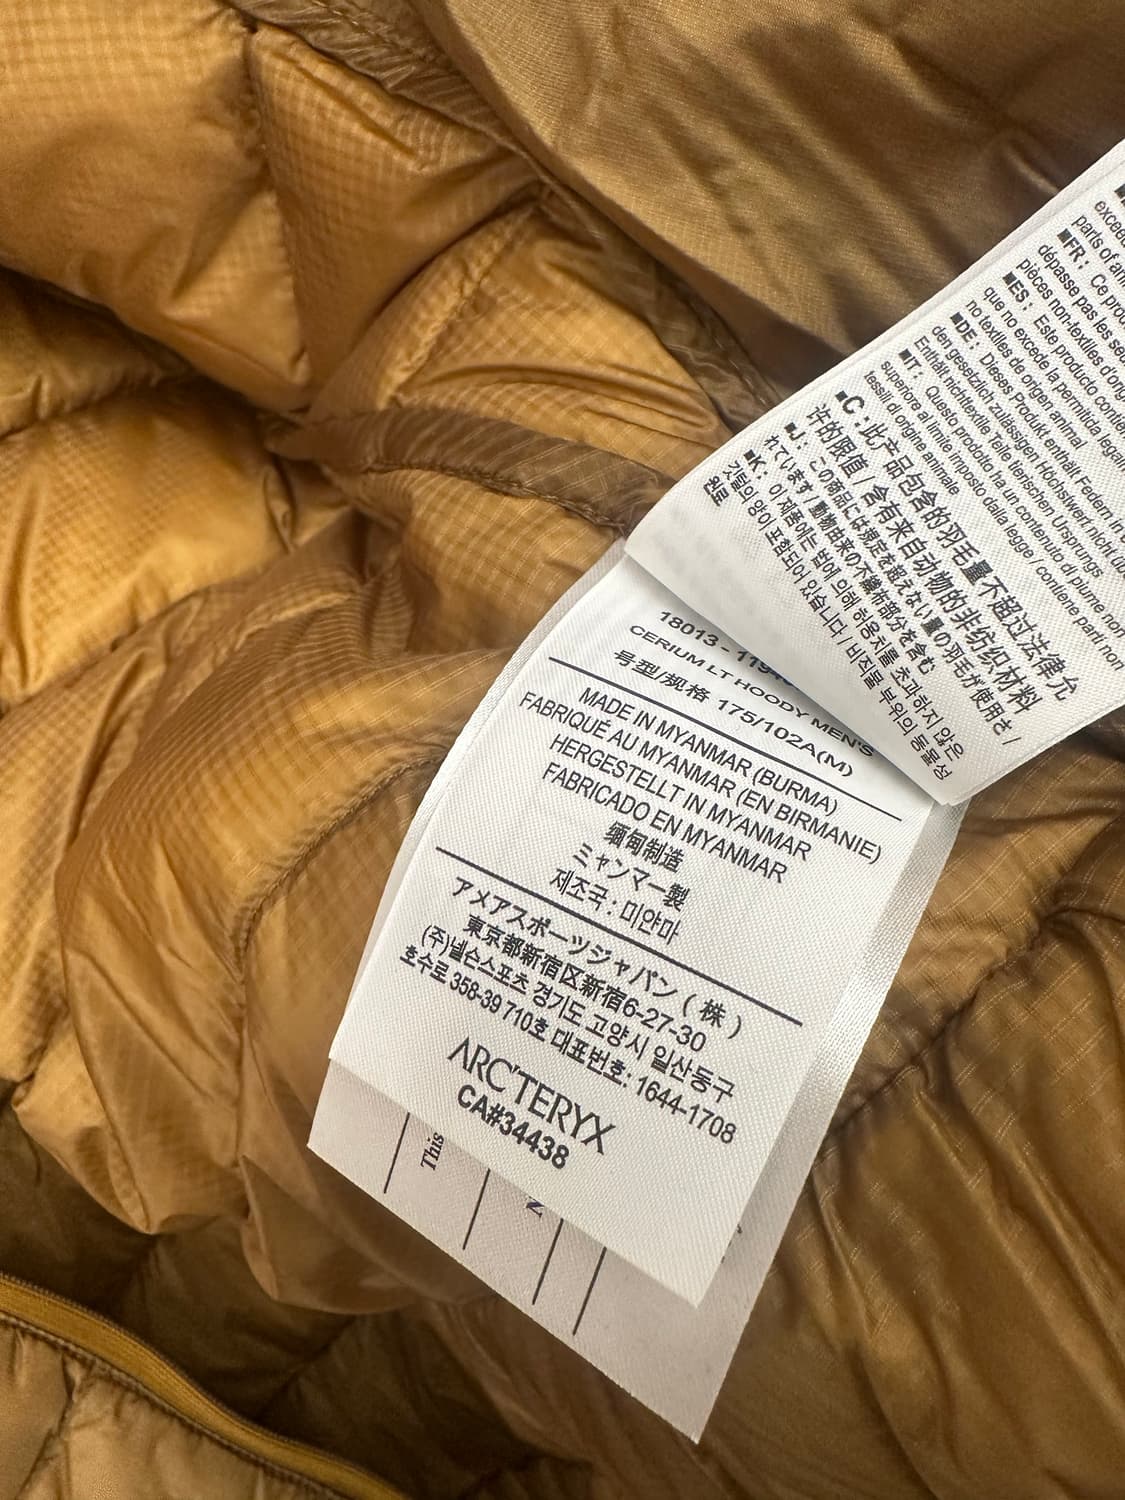 exceed
parts of ani
■FR : Ce prod
dépasse pas les seu
pièces non-textiles d'orig
■ES : Este producto conti
que no excede la permitida legalm
no textiles de origen animal
■DE : Dieses Produkt enthält Federn in
den gesetzlich zulässigen Höchstwert nicht üb
Enthält nichttextile Teile tierischen Ursprungs
■IT : Questo prodotto ha un contenuto di piume non
superiore al limite imposto dalla legge / contiene parti non
tessili di origine animale
■C : 此产品包含的羽毛量不超过法律允
许的限值 / 含有来自动物的非纺织材料
■J : この商品には規定を超えない量の羽毛が使用さ
れています / 動物由来の不織布部分を含む
■K : 이 제품에는 법에 의해 허용치를 초과하지 않은
깃털의 양이 포함되어 있습니다 / 비직물 부위의 동물성
원료
18013 - 119
CERIUM LT HOODY MEN'S
号型/规格 175/102A(M)
MADE IN MYANMAR (BURMA)
FABRIQUÉ AU MYANMAR (EN BIRMANIE)
HERGESTELLT IN MYANMAR
FABRICADO EN MYANMAR
缅甸制造
ミャンマー製
제조국 : 미얀마
アメアスポーツジャパン ( 株 )
東京都新宿区新宿6-27-30
(주)넬슨스포츠 경기도 고양시 일산동구
호수로 358-39 710호 대표번호: 1644-1708
ARC'TERYX
CA#34438
This